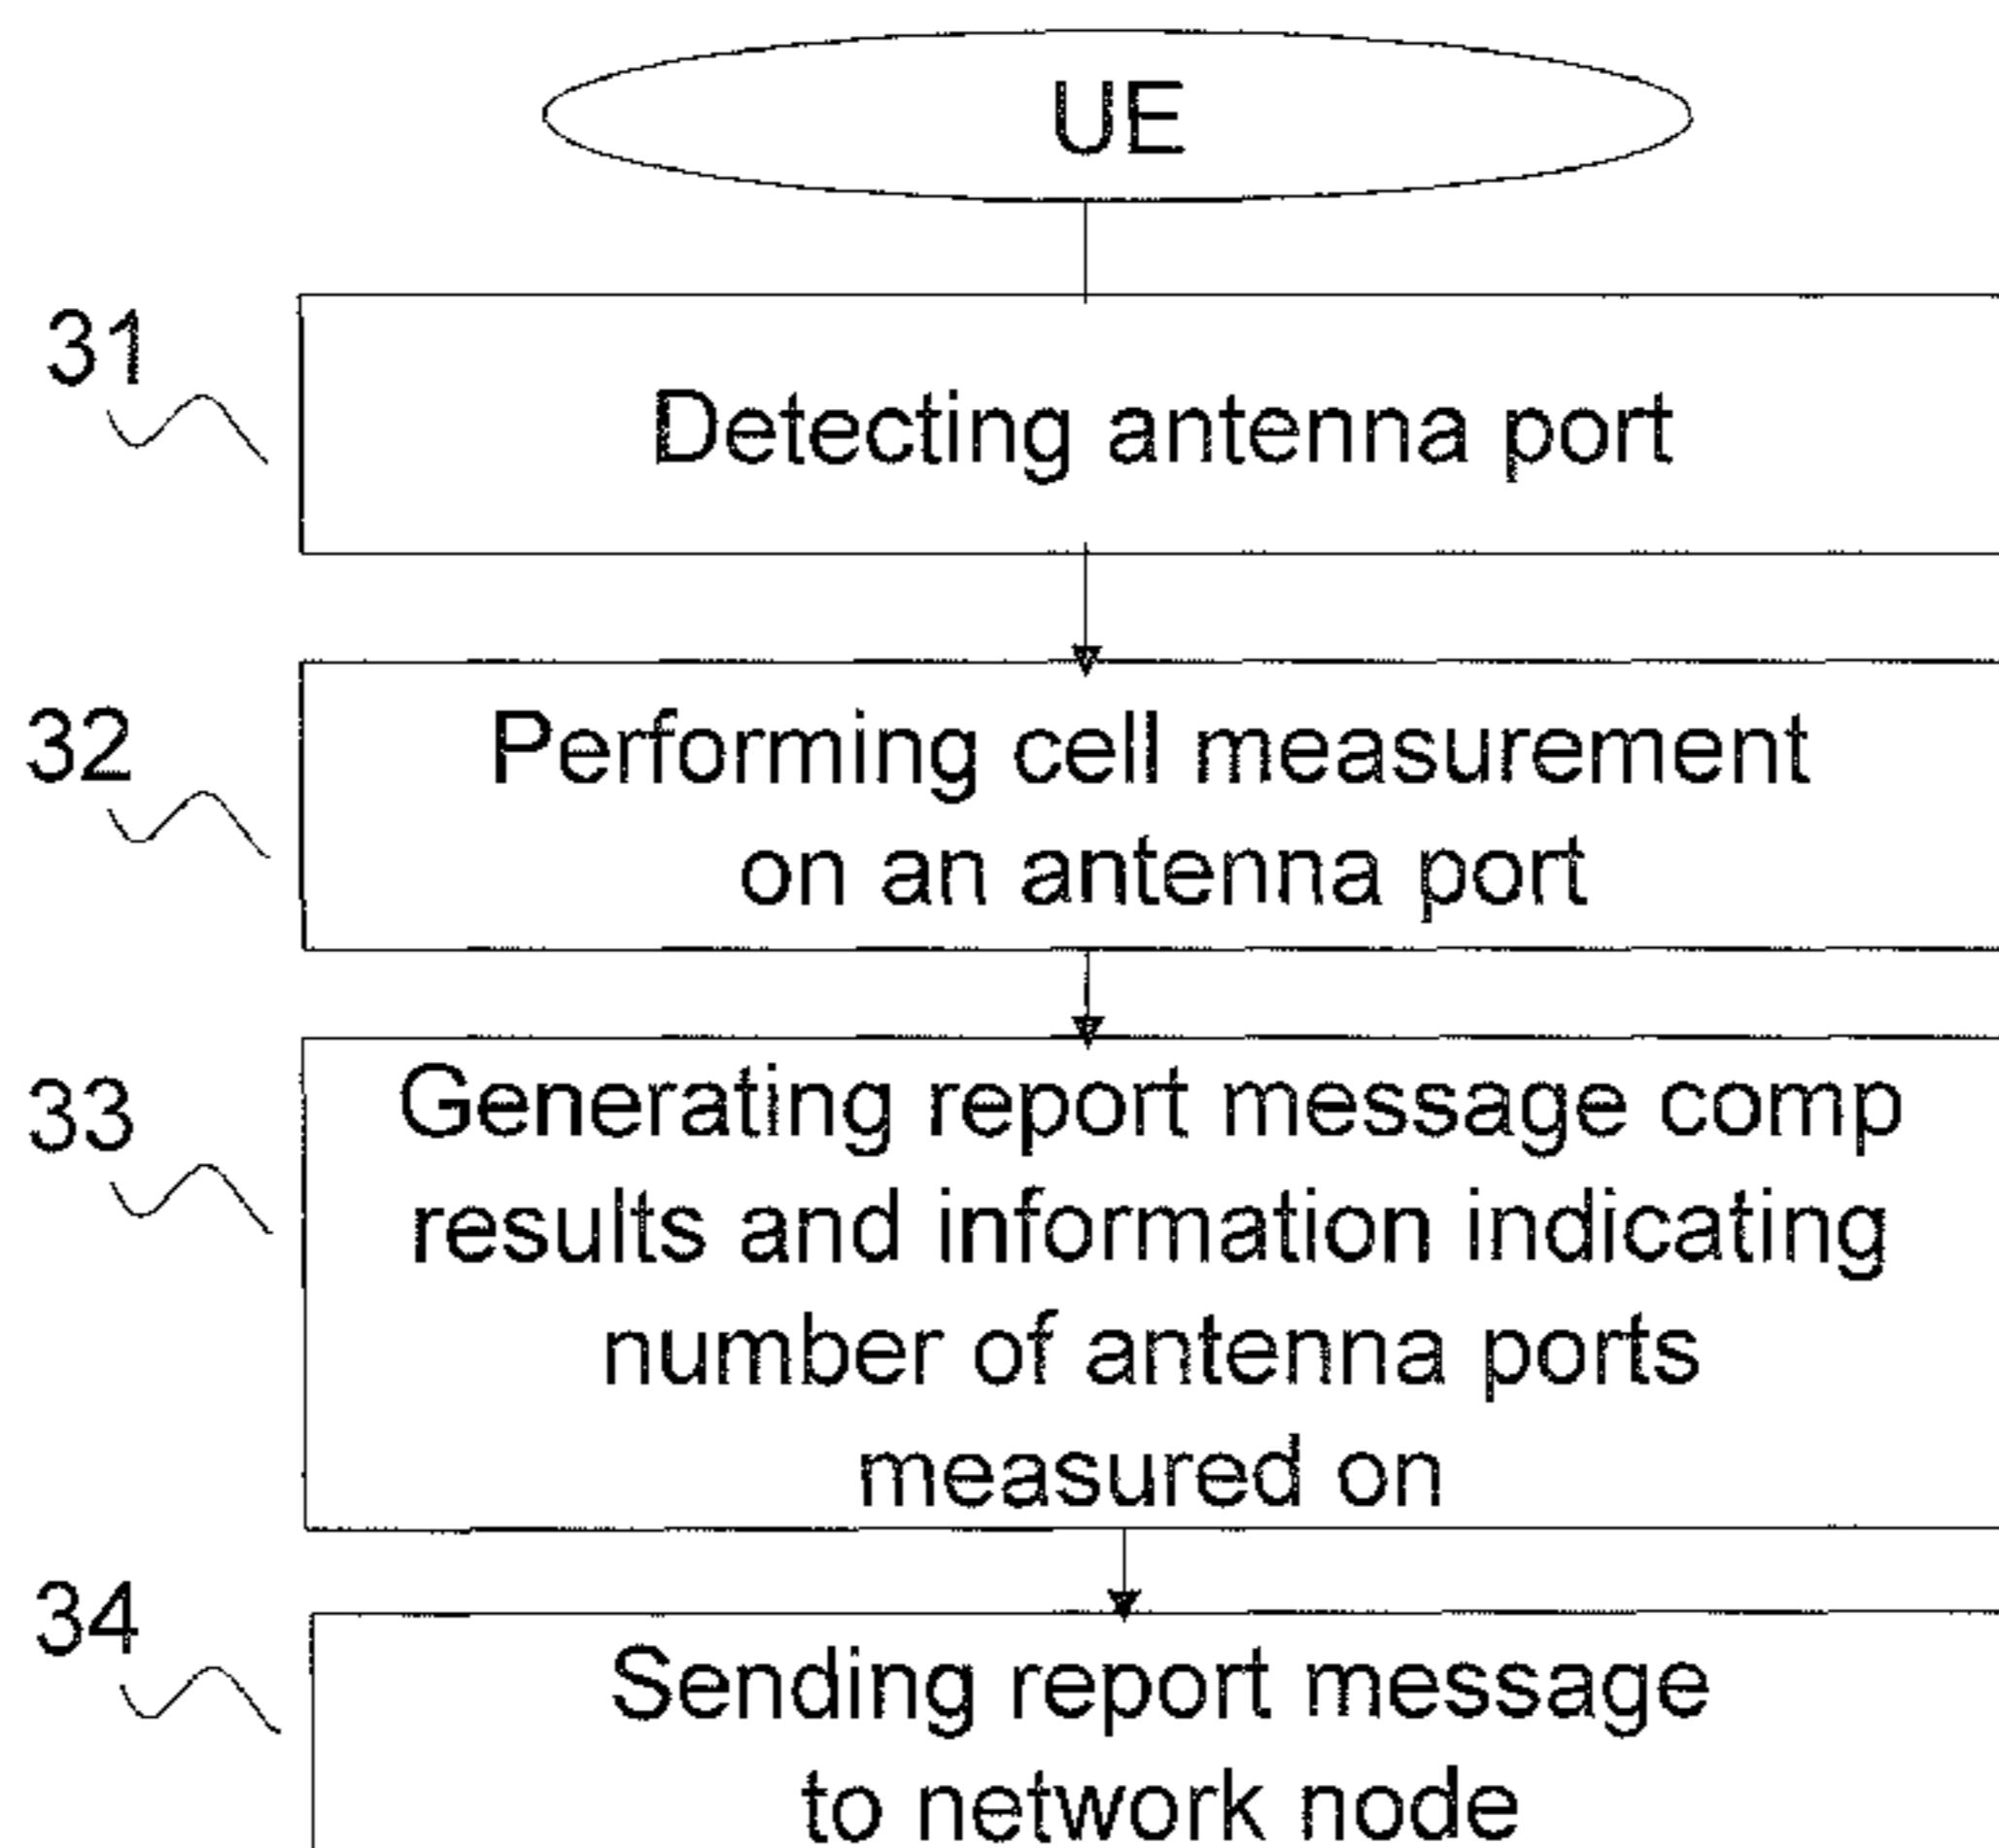 UE
31
Detecting antenna port
32
Performing cell measurement
on an antenna port
33
Generating report message comp
results and information indicating
number of antenna ports
measured on
34
Sending report message
to network node